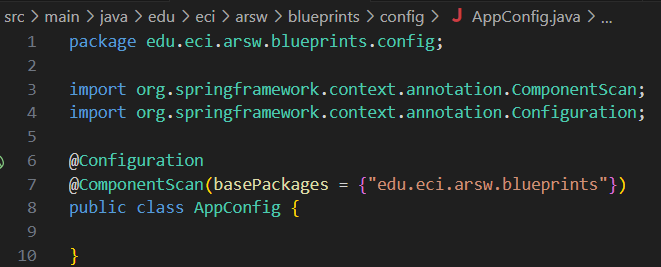 src > main > java > edu > eci > arsw > blueprints > config > J AppConfig.java > ...
1 package edu.eci.arsw.blueprints.config;
2
3 import org.springframework.context.annotation.ComponentScan;
4 import org.springframework.context.annotation.Configuration;
5
6 @Configuration
7 @ComponentScan(basePackages = {"edu.eci.arsw.blueprints"})
8 public class AppConfig {
9
10 }